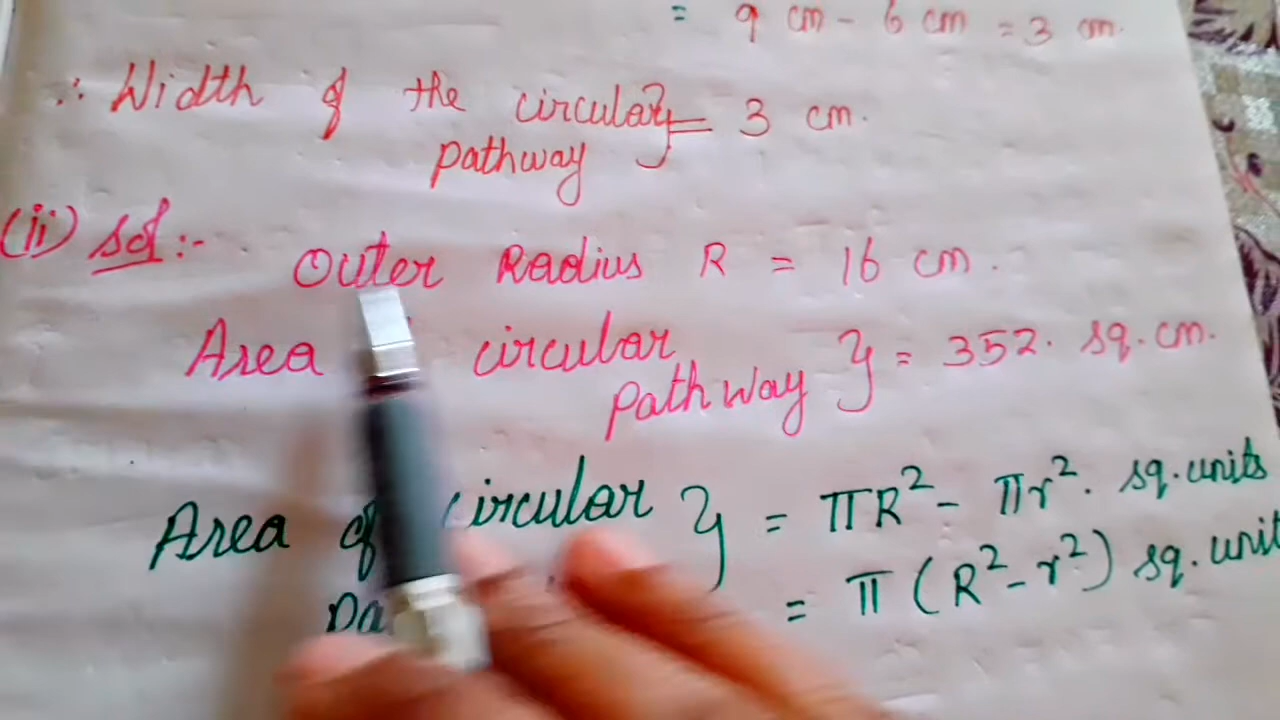 = 9 cm - 6 cm = 3 cm.
∴ Width of the circular } = 3 cm.
pathway
(ii) Sol :- Outer Radius R = 16 cm.
Area circular } = 352. sq. cm.
pathway
Area of circular } = πR² - πr². sq. units
= π (R² - r²) sq. unit